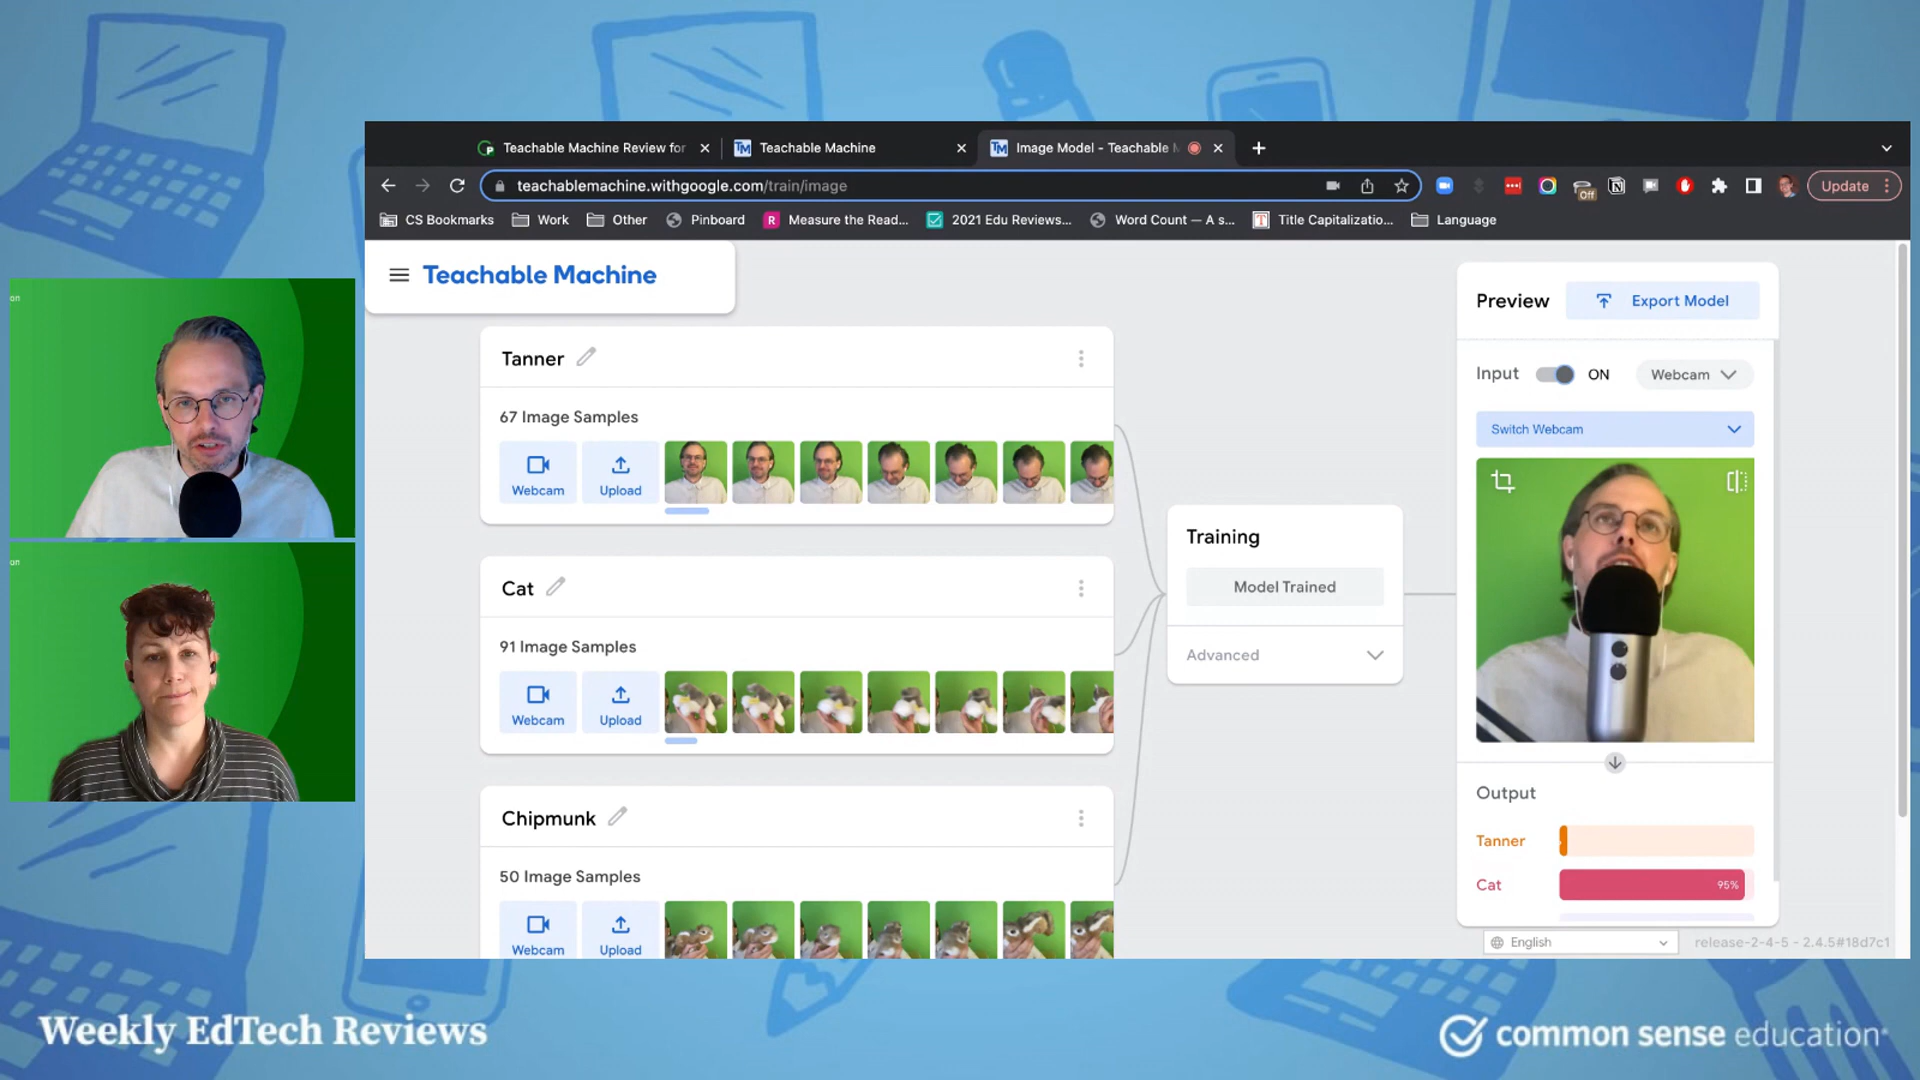 Teachable Machine Review for
Teachable Machine
Image Model - Teachable M
teachablemachine.withgoogle.com/train/image
Off
Update
CS Bookmarks
Work
Other
Pinboard
R
Measure the Read...
2021 Edu Reviews...
Word Count — A s...
T
Title Capitalizatio...
Language
Teachable Machine
Tanner
67 Image Samples
Webcam
Upload
Cat
91 Image Samples
Webcam
Upload
Chipmunk
50 Image Samples
Webcam
Upload
Training
Model Trained
Advanced
Preview
Export Model
Input
ON
Webcam
Switch Webcam
Output
Tanner
Cat
95%
English
release-2-4-5 - 2.4.5#18d7c1
on
on
Weekly EdTech Reviews
common sense education